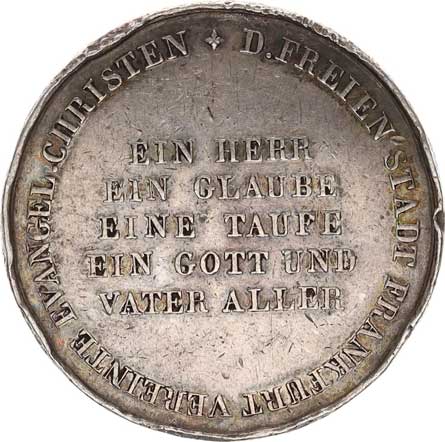 D. FREIEN STADT FRANKFURT VEREINTE EVANGEL. CHRISTEN
EIN HERR
EIN GLAUBE
EINE TAUFE
EIN GOTT UND
VATER ALLER